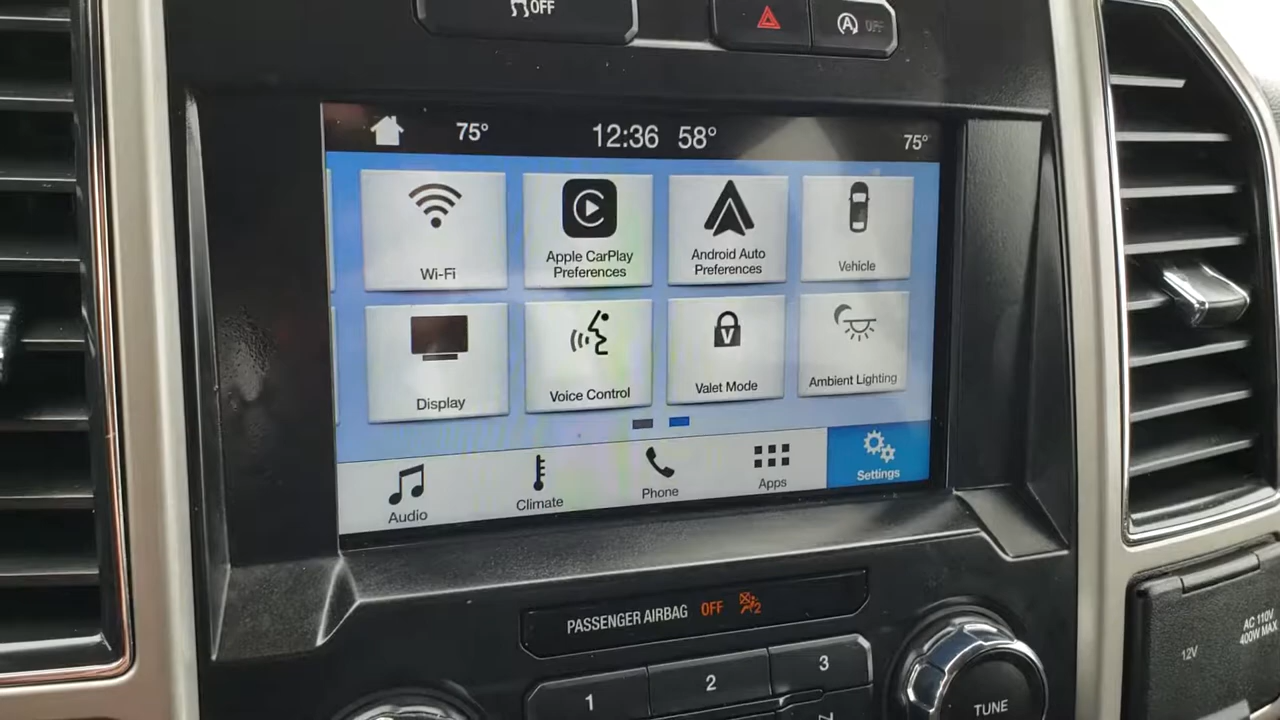 OFF
OFF
75° 12:36 58° 75°
Wi-Fi
Apple CarPlay
Preferences
Android Auto
Preferences
Vehicle
Display
Voice Control
Valet Mode
Ambient Lighting
Audio
Climate
Phone
Apps
Settings
PASSENGER AIRBAG OFF 2
1
2
3
TUNE
12V
AC 110V
400W MAX